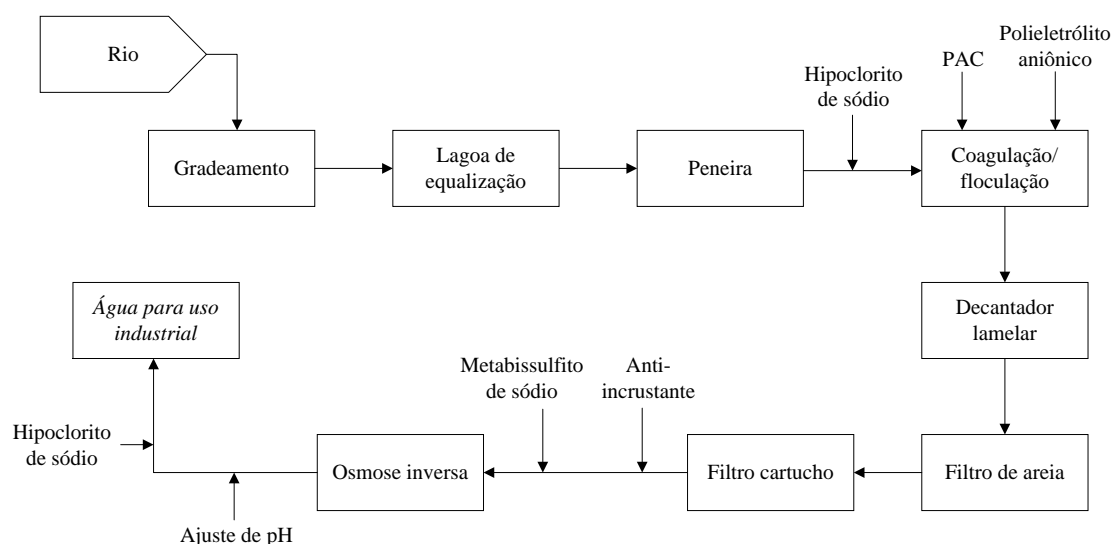 Rio
Gradeamento
Lagoa de
equalização
Peneira
Hipoclorito
de sódio
PAC
Polieletrólito
aniônico
Coagulação/
floculação
Decantador
lamelar
Filtro de areia
Filtro cartucho
Anti-
incrustante
Metabissulfito
de sódio
Osmose inversa
Ajuste de pH
Hipoclorito
de sódio
Água para uso
industrial